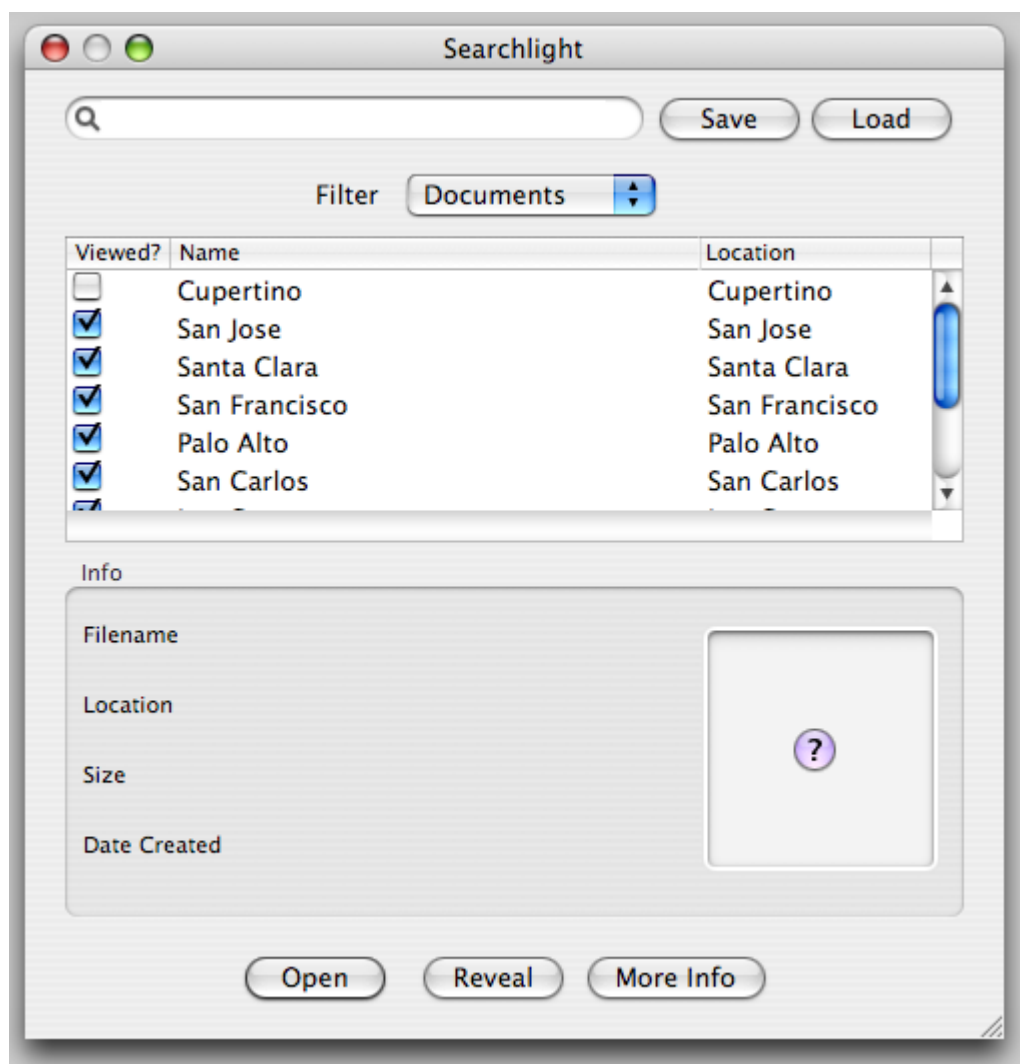 Searchlight
Save Load
Filter Documents
Viewed? Name Location
Cupertino Cupertino
San Jose San Jose
Santa Clara Santa Clara
San Francisco San Francisco
Palo Alto Palo Alto
San Carlos San Carlos
Info
Filename
Location
?
Size
Date Created
Open Reveal More Info